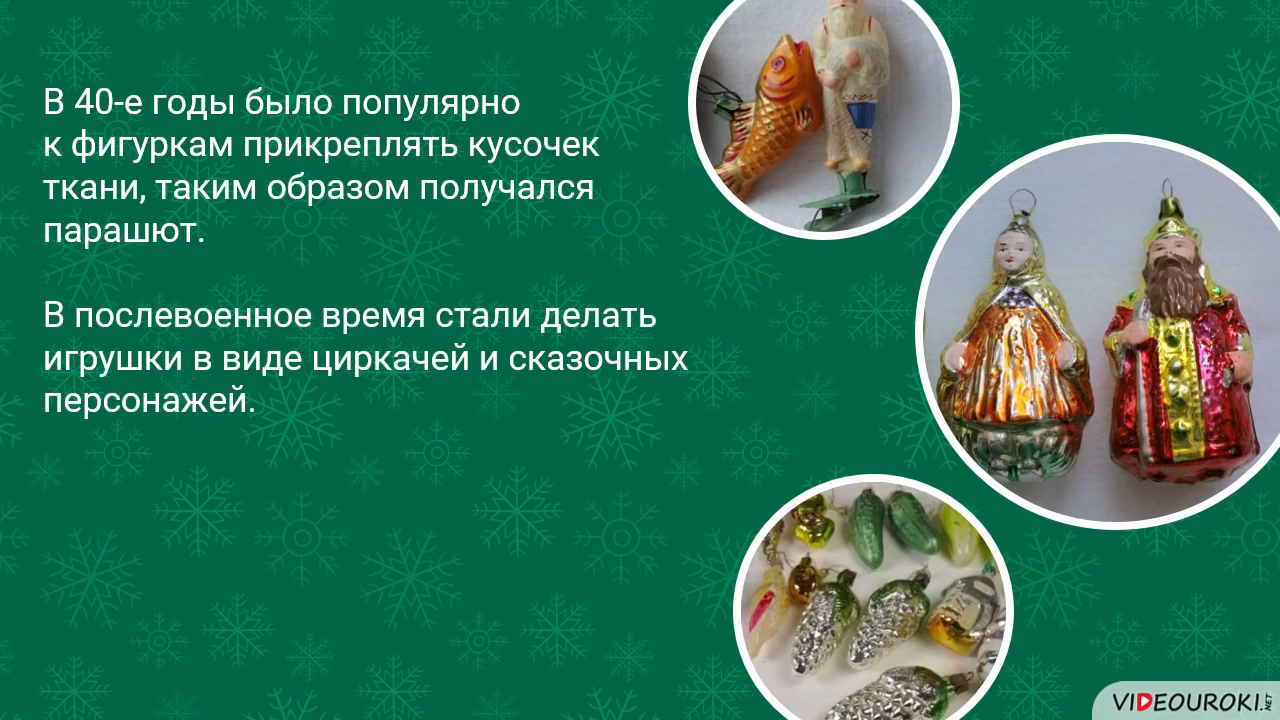 В 40-е годы было популярно
к фигуркам прикреплять кусочек
ткани, таким образом получался
парашют.
В послевоенное время стали делать
игрушки в виде циркачей и сказочных
персонажей.
VIDEOUROKI.NET